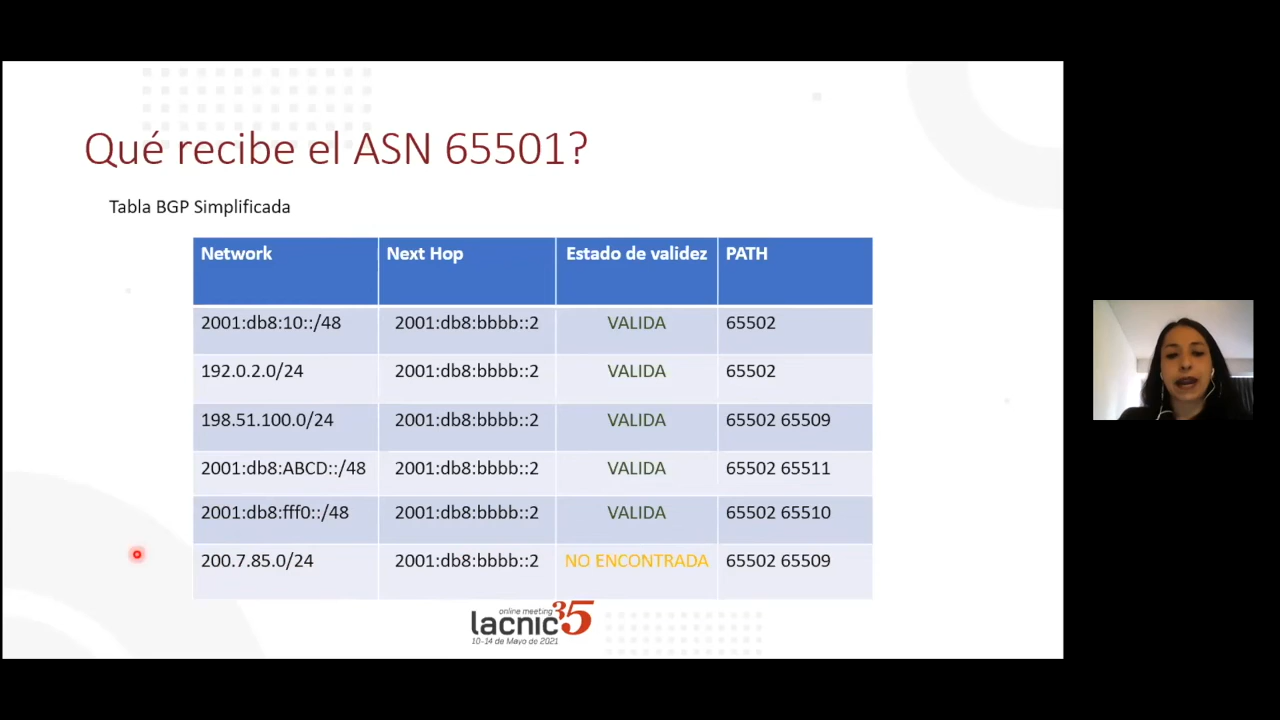 Qué recibe el ASN 65501?
Tabla BGP Simplificada
Network Next Hop Estado de validez PATH
2001:db8:10::/48 2001:db8:bbbb::2 VALIDA 65502
192.0.2.0/24 2001:db8:bbbb::2 VALIDA 65502
198.51.100.0/24 2001:db8:bbbb::2 VALIDA 65502 65509
2001:db8:ABCD::/48 2001:db8:bbbb::2 VALIDA 65502 65511
2001:db8:fff0::/48 2001:db8:bbbb::2 VALIDA 65502 65510
200.7.85.0/24 2001:db8:bbbb::2 NO ENCONTRADA 65502 65509
online meeting
lacnic35
10-14 de Mayo de 2021